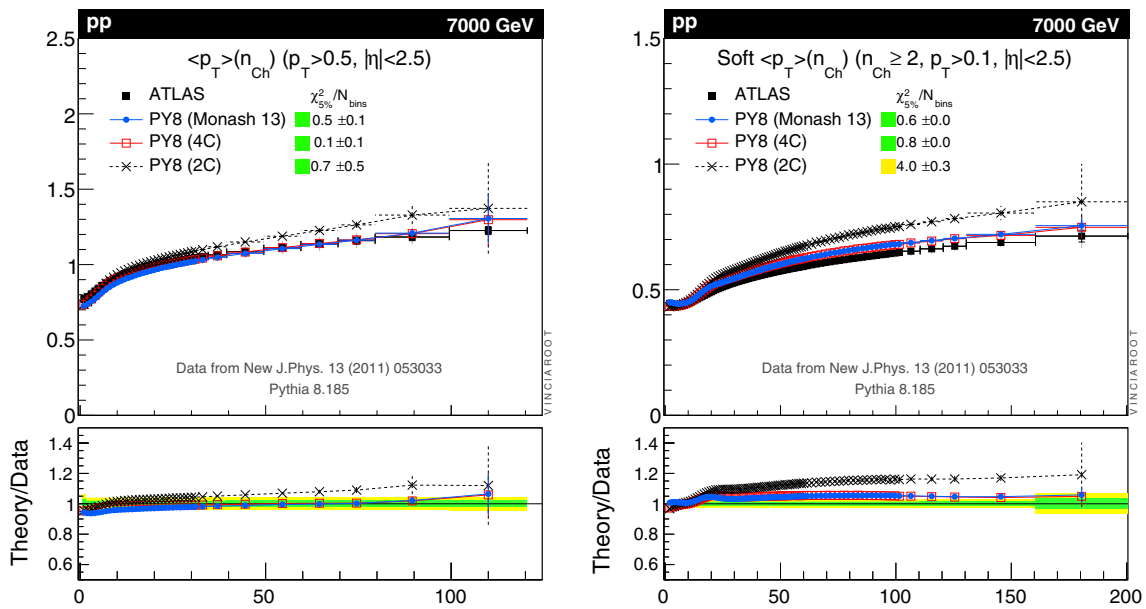 pp 7000 GeV
<p_T>(n_Ch) (p_T>0.5, |η|<2.5)
χ²_5%/N_bins
ATLAS
PY8 (Monash 13) 0.5 ±0.1
PY8 (4C) 0.1 ±0.1
PY8 (2C) 0.7 ±0.5
2.5
2
1.5
1
0.5
0
Data from New J.Phys. 13 (2011) 053033
Pythia 8.185
VINCIAROOT
Theory/Data
1.4
1.2
1
0.8
0.6
0 50 100
pp 7000 GeV
Soft <p_T>(n_Ch) (n_Ch ≥ 2, p_T>0.1, |η|<2.5)
χ²_5%/N_bins
ATLAS
PY8 (Monash 13) 0.6 ±0.0
PY8 (4C) 0.8 ±0.0
PY8 (2C) 4.0 ±0.3
1.5
1
0.5
0
Data from New J.Phys. 13 (2011) 053033
Pythia 8.185
VINCIAROOT
Theory/Data
1.4
1.2
1
0.8
0.6
0 50 100 150 200